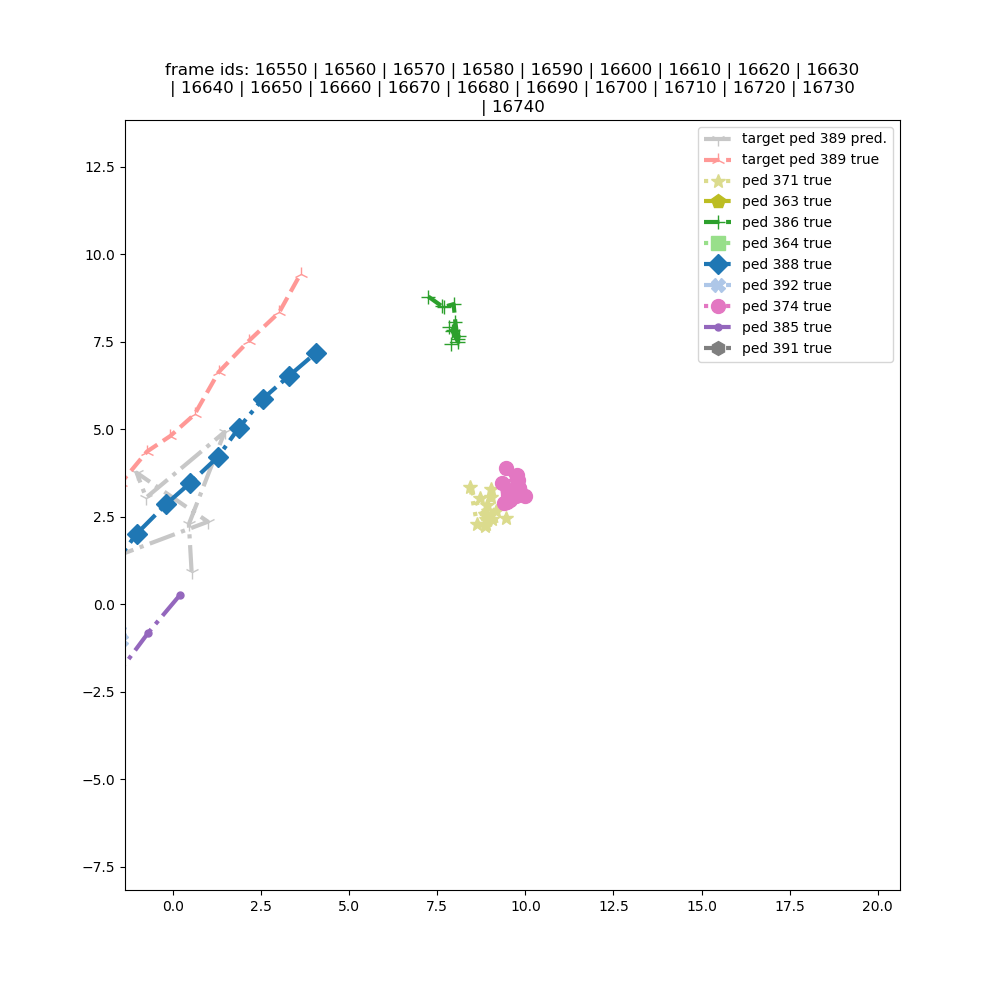 frame ids: 16550 | 16560 | 16570 | 16580 | 16590 | 16600 | 16610 | 16620 | 16630
| 16640 | 16650 | 16660 | 16670 | 16680 | 16690 | 16700 | 16710 | 16720 | 16730
| 16740
target ped 389 pred.
target ped 389 true
ped 371 true
ped 363 true
ped 386 true
ped 364 true
ped 388 true
ped 392 true
ped 374 true
ped 385 true
ped 391 true
12.5
10.0
7.5
5.0
2.5
0.0
−2.5
−5.0
−7.5
0.0 2.5 5.0 7.5 10.0 12.5 15.0 17.5 20.0